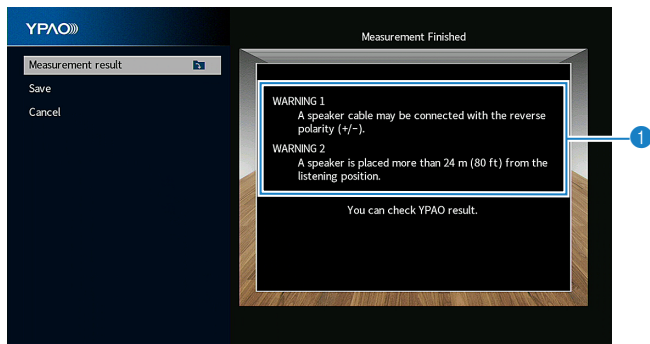 YPAO
Measurement Finished
Measurement result
Save
Cancel
WARNING 1
A speaker cable may be connected with the reverse
polarity (+/-).
WARNING 2
A speaker is placed more than 24 m (80 ft) from the
listening position.
You can check YPAO result.
1